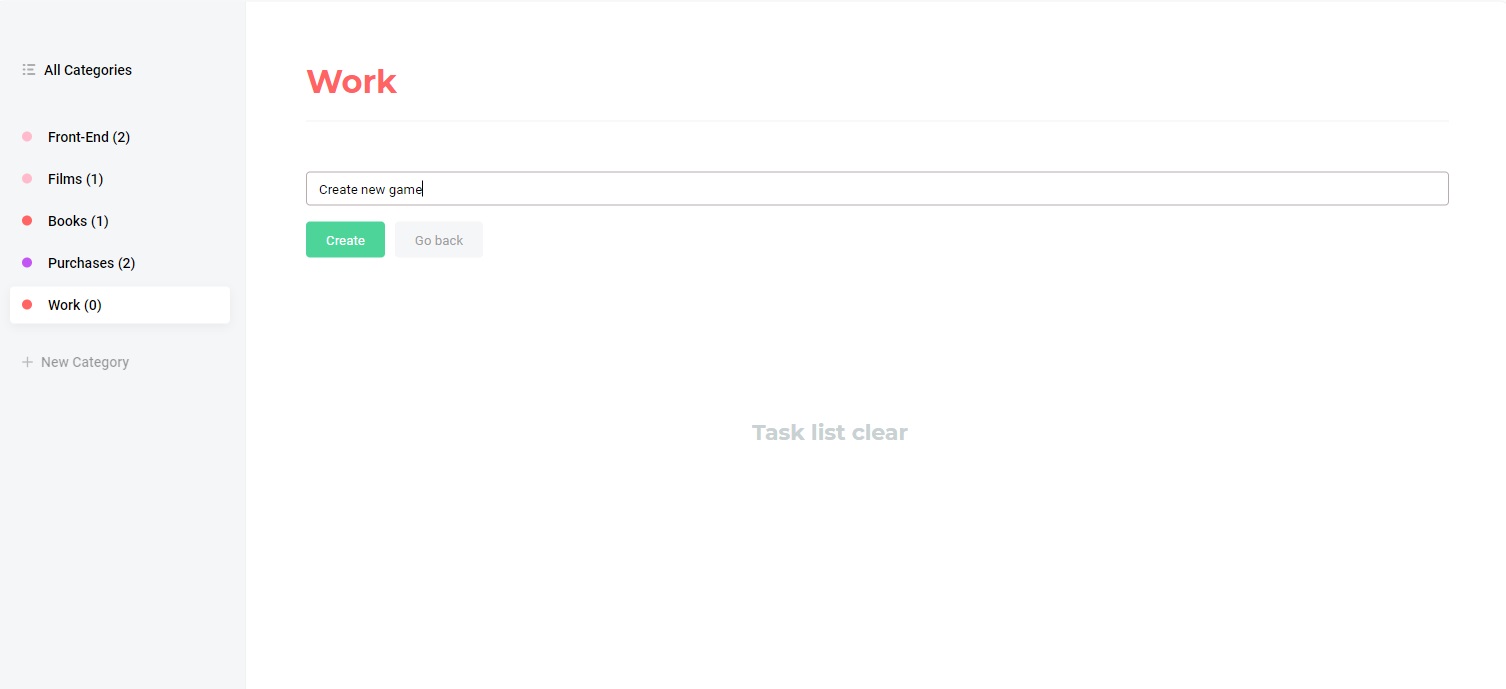 All Categories
Front-End (2)
Films (1)
Books (1)
Purchases (2)
Work (0)
New Category
Work
Create new game
Create
Go back
Task list clear